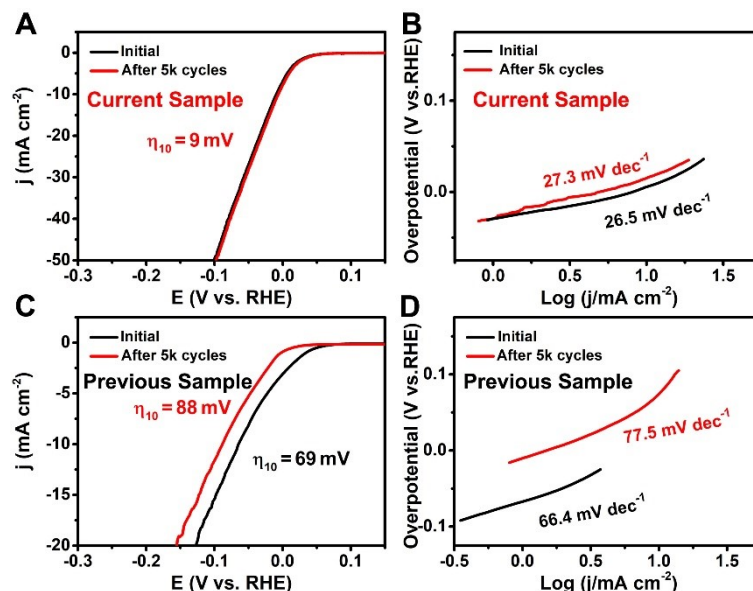 A
Initial
After 5k cycles
Current Sample
η10 = 9 mV
j (mA cm-2)
0
-10
-20
-30
-40
-50
-0.3 -0.2 -0.1 0.0 0.1
E (V vs. RHE)
B
Initial
After 5k cycles
Current Sample
27.3 mV dec-1
26.5 mV dec-1
Overpotential (V vs.RHE)
0.1
0.0
0.0 0.5 1.0 1.5
Log (j/mA cm-2)
C
Initial
After 5k cycles
Previous Sample
η10 = 88 mV
η10 = 69 mV
j (mA cm-2)
0
-5
-10
-15
-20
-0.3 -0.2 -0.1 0.0 0.1
E (V vs. RHE)
D
Initial
After 5k cycles
Previous Sample
77.5 mV dec-1
66.4 mV dec-1
Overpotential (V vs.RHE)
0.1
0.0
-0.1
-0.5 0.0 0.5 1.0 1.5
Log (j/mA cm-2)